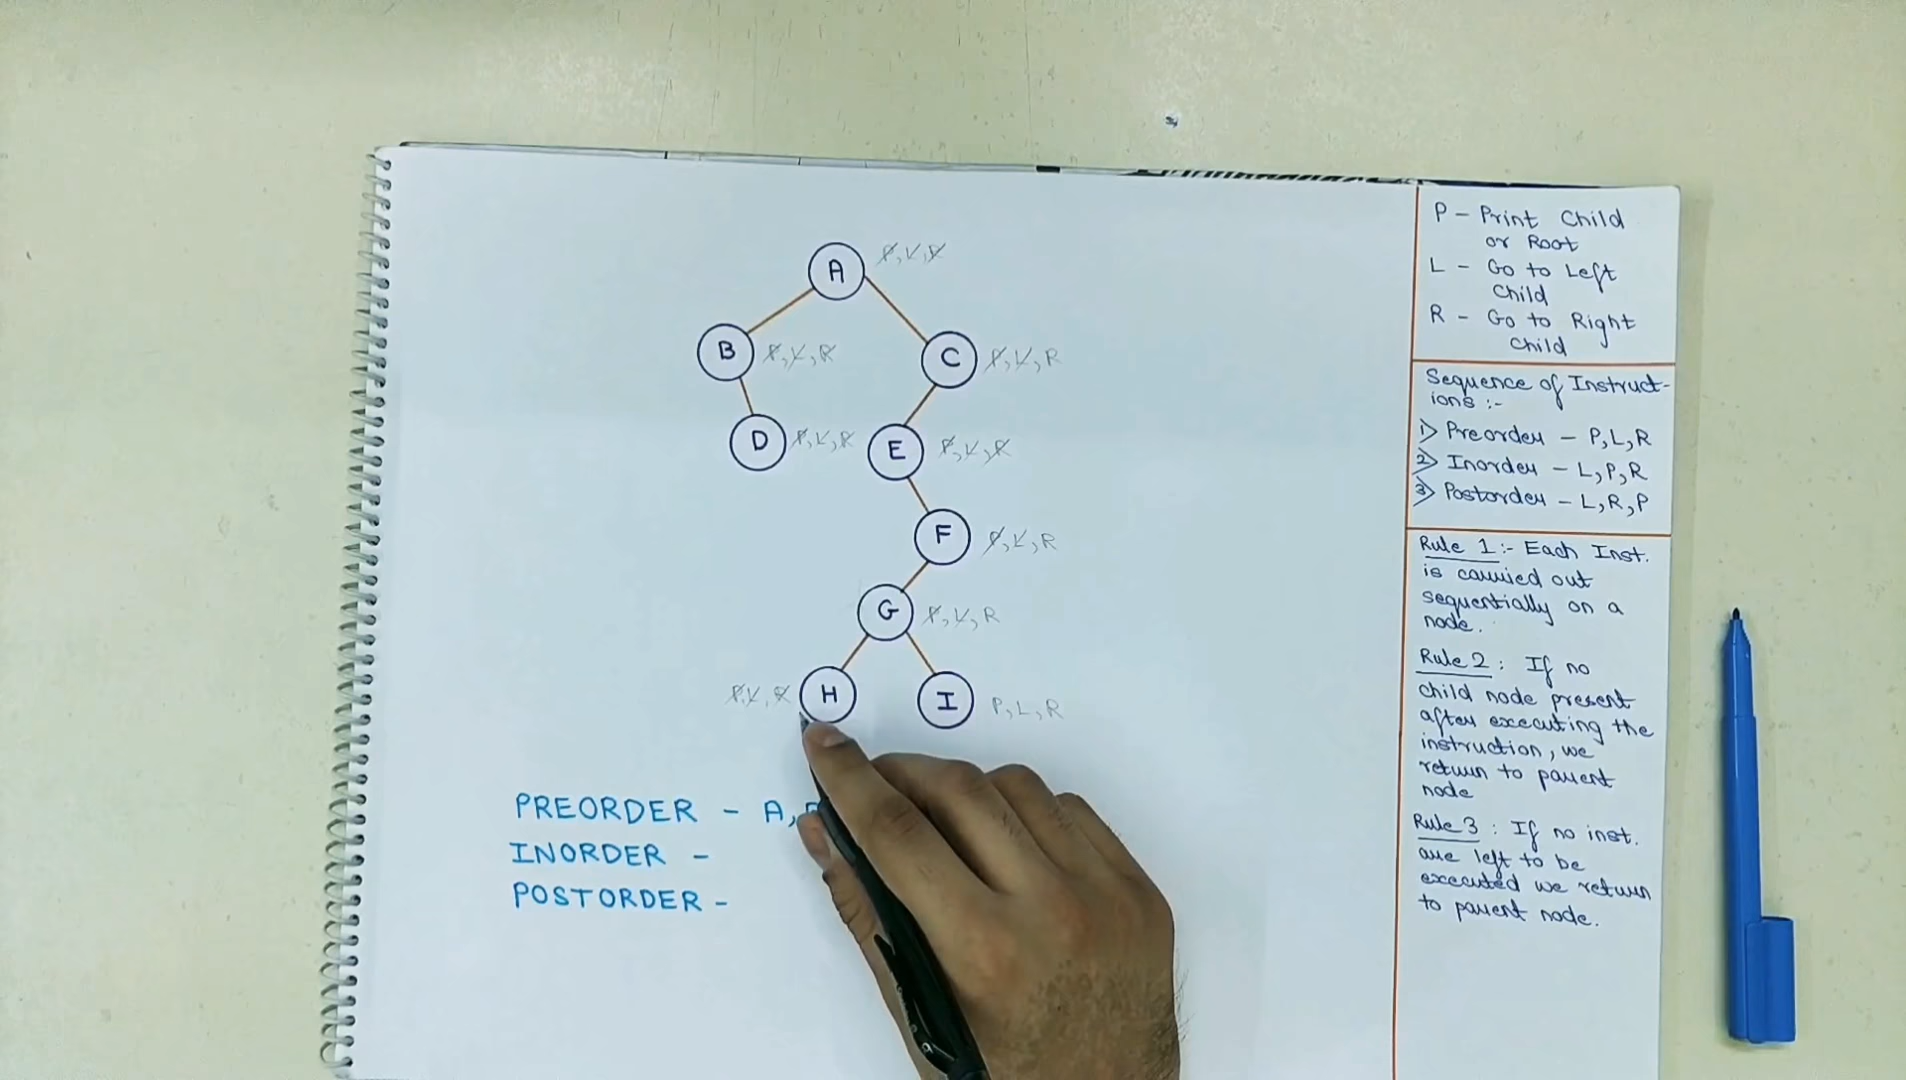 A P, L, R
B P, L, R
C P, L, R
D P, L, R
E P, L, R
F P, L, R
G P, L, R
P, L, R H
I P, L, R
PREORDER - A,
INORDER -
POSTORDER -
P - Print Child
or Root
L - Go to Left
Child
R - Go to Right
Child
Sequence of Instruct-
ions :-
1> Preorder - P, L, R
2> Inorder - L, P, R
3> Postorder - L, R, P
Rule 1 :- Each Inst.
is carried out
sequentially on a
node.
Rule 2 : If no
child node present
after executing the
instruction, we
return to parent
node
Rule 3 : If no inst.
are left to be
executed we return
to parent node.